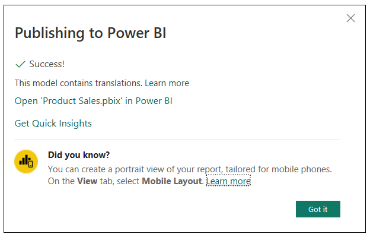 Publishing to Power BI
Success!
This model contains translations. Learn more
Open 'Product Sales.pbix' in Power BI
Get Quick Insights
Did you know?
You can create a portrait view of your report, tailored for mobile phones.
On the View tab, select Mobile Layout. Learn more
Got it